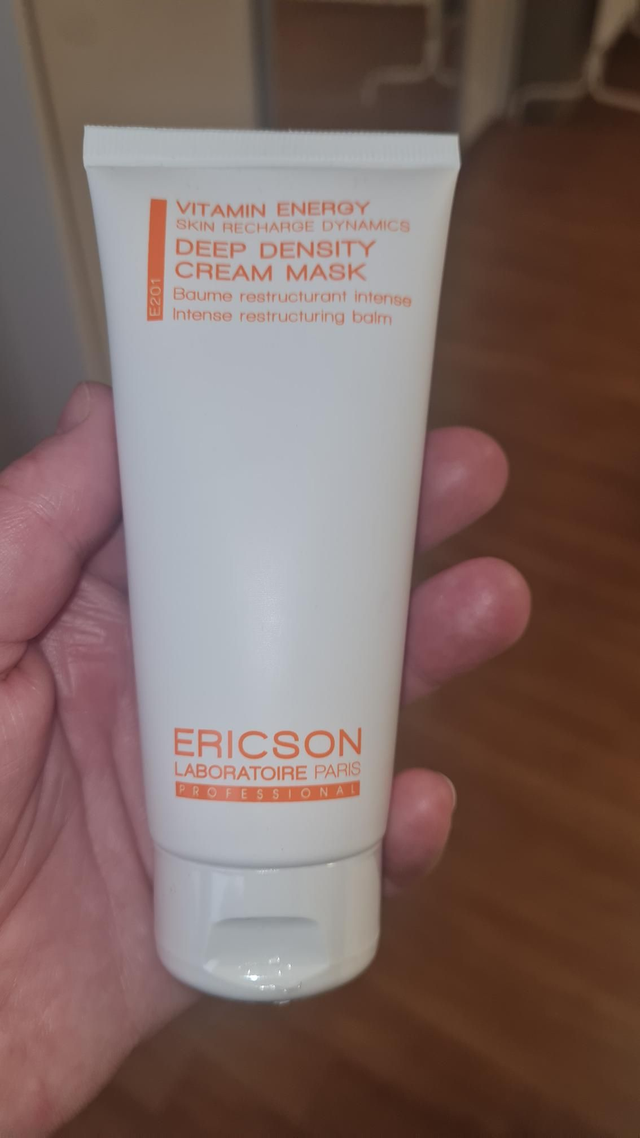 VITAMIN ENERGY
SKIN RECHARGE DYNAMICS
DEEP DENSITY
CREAM MASK
Baume restructurant intense
Intense restructuring balm
E201
ERICSON
LABORATOIRE PARIS
PROFESSIONAL